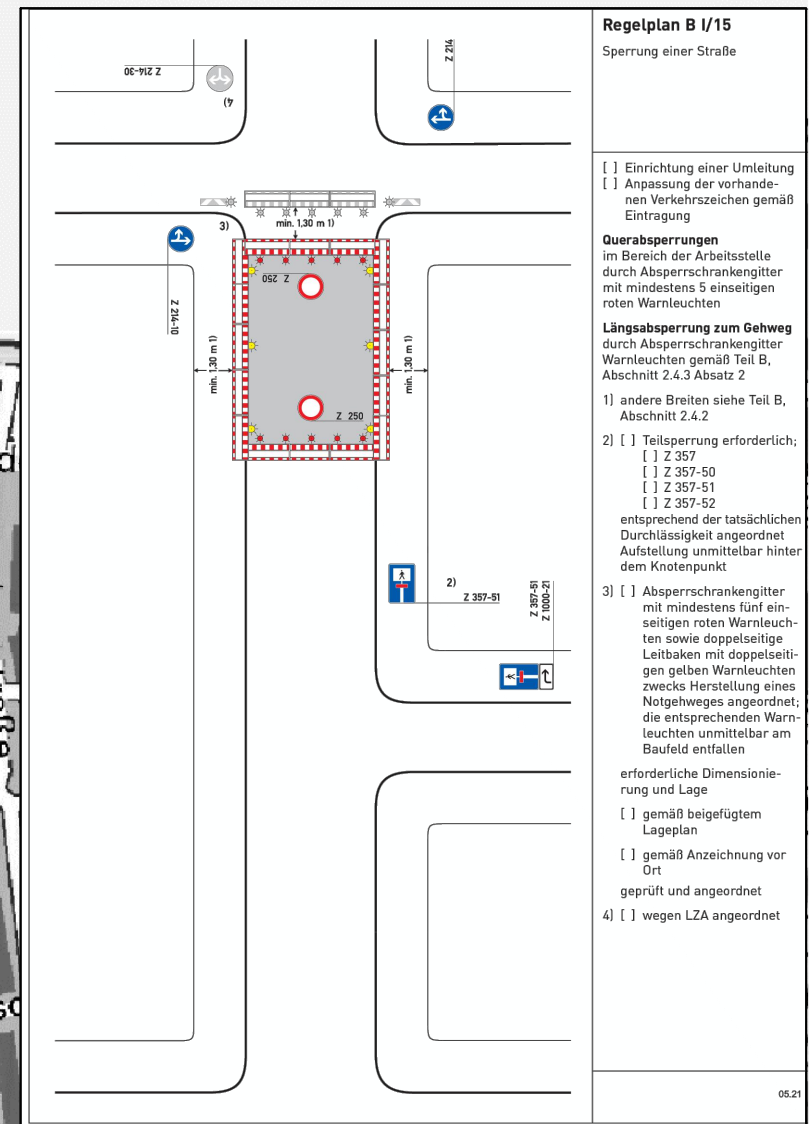 Regelplan B I/15
Sperrung einer Straße
[ ] Einrichtung einer Umleitung
[ ] Anpassung der vorhande-
nen Verkehrszeichen gemäß
Eintragung
Querabsperrungen
im Bereich der Arbeitsstelle
durch Absperrschrankengitter
mit mindestens 5 einseitigen
roten Warnleuchten
Längsabsperrung zum Gehweg
durch Absperrschrankengitter
Warnleuchten gemäß Teil B,
Abschnitt 2.4.3 Absatz 2
1) andere Breiten siehe Teil B,
Abschnitt 2.4.2
2) [ ] Teilsperrung erforderlich;
[ ] Z 357
[ ] Z 357-50
[ ] Z 357-51
[ ] Z 357-52
entsprechend der tatsächlichen
Durchlässigkeit angeordnet
Aufstellung unmittelbar hinter
dem Knotenpunkt
3) [ ] Absperrschrankengitter
mit mindestens fünf ein-
seitigen roten Warnleuch-
ten sowie doppelseitige
Leitbaken mit doppelseiti-
gen gelben Warnleuchten
zwecks Herstellung eines
Notgehweges angeordnet;
die entsprechenden Warn-
leuchten unmittelbar am
Baufeld entfallen
erforderliche Dimensionie-
rung und Lage
[ ] gemäß beigefügtem
Lageplan
[ ] gemäß Anzeichnung vor
Ort
geprüft und angeordnet
4) [ ] wegen LZA angeordnet
05.21
Z 214-30
4)
Z 214
3)
min. 1,30 m 1)
Z 214-10
Z 250
min. 1,30 m 1)
min. 1,30 m 1)
Z 250
2)
Z 357-51
Z 357-51
Z 1000-21